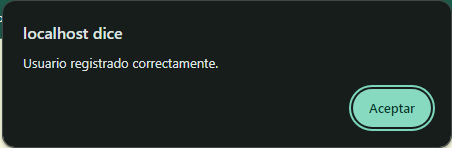 localhost dice
Usuario registrado correctamente.
Aceptar